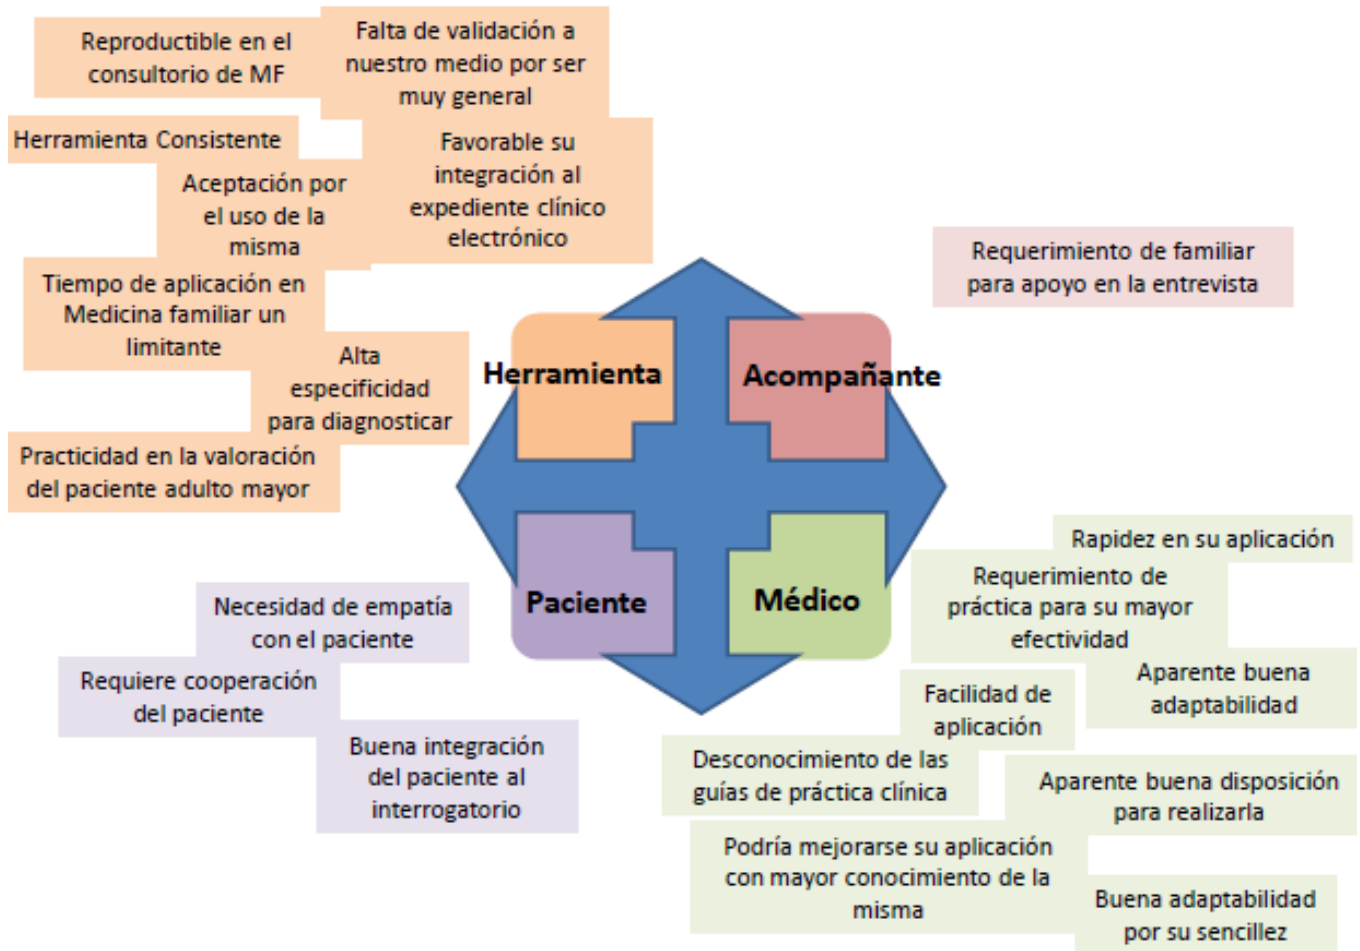 Reproductible en el
consultorio de MF
Falta de validación a
nuestro medio por ser
muy general
Herramienta Consistente
Favorable su
integración al
expediente clínico
electrónico
Aceptación por
el uso de la
misma
Tiempo de aplicación en
Medicina familiar un
limitante
Alta
especificidad
para diagnosticar
Practicidad en la valoración
del paciente adulto mayor
Requerimiento de familiar
para apoyo en la entrevista
Herramienta
Acompañante
Paciente
Médico
Necesidad de empatía
con el paciente
Requiere cooperación
del paciente
Buena integración
del paciente al
interrogatorio
Rapidez en su aplicación
Requerimiento de
práctica para su mayor
efectividad
Aparente buena
adaptabilidad
Facilidad de
aplicación
Desconocimiento de las
guías de práctica clínica
Aparente buena disposición
para realizarla
Podría mejorarse su aplicación
con mayor conocimiento de la
misma
Buena adaptabilidad
por su sencillez